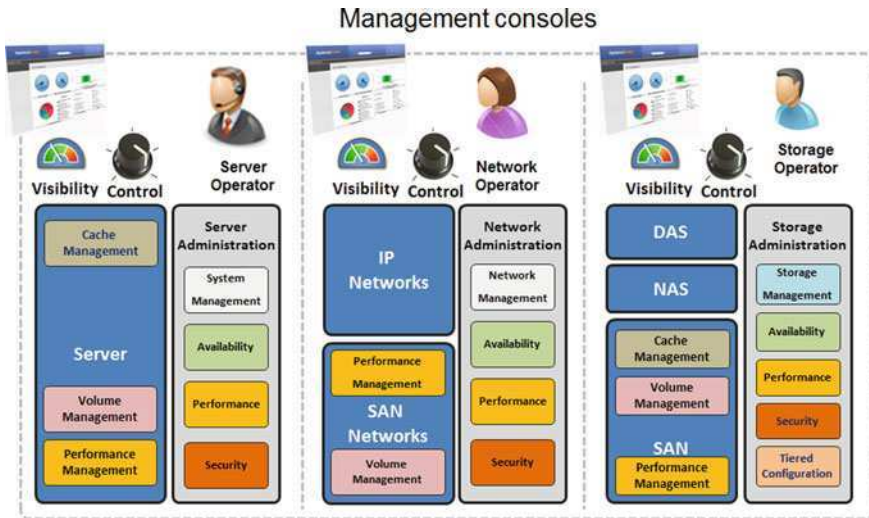 Management consoles
Visibility
Control
Server
Operator
Cache
Management
Server
Volume
Management
Performance
Management
Server
Administration
System
Management
Availability
Performance
Security
Visibility
Control
Network
Operator
IP
Networks
Performance
Management
SAN
Networks
Volume
Management
Network
Administration
Network
Management
Availability
Performance
Security
Visibility
Control
Storage
Operator
DAS
NAS
Cache
Management
Volume
Management
SAN
Performance
Management
Storage
Administration
Storage
Management
Availability
Performance
Security
Tiered
Configuration